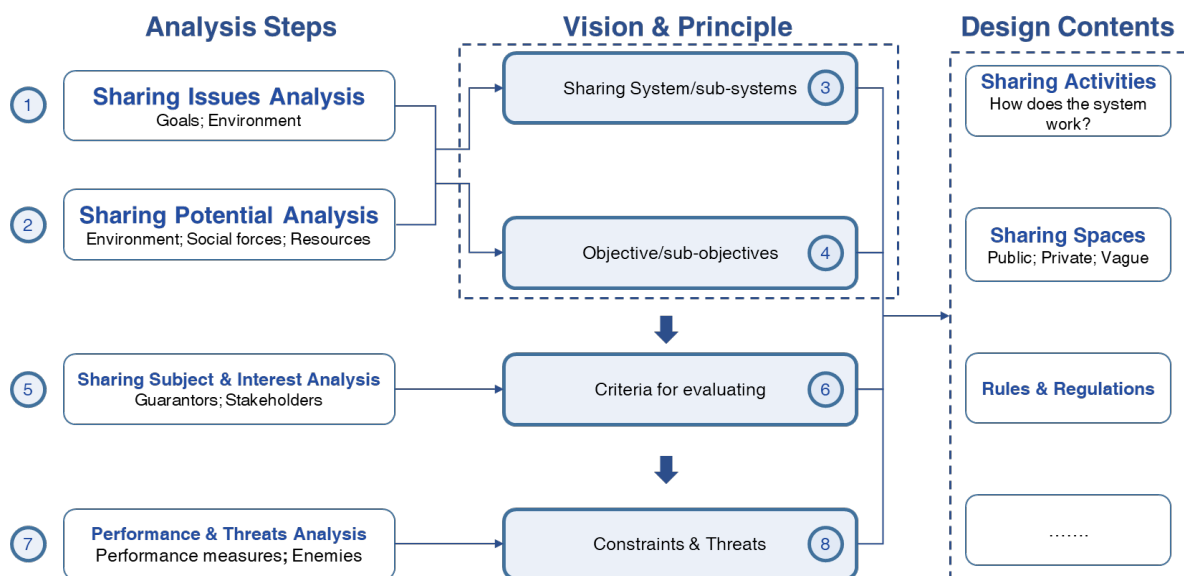 Analysis Steps
Vision & Principle
Design Contents
1
Sharing Issues Analysis
Goals; Environment
2
Sharing Potential Analysis
Environment; Social forces; Resources
Sharing System/sub-systems
3
Objective/sub-objectives
4
5
Sharing Subject & Interest Analysis
Guarantors; Stakeholders
Criteria for evaluating
6
7
Performance & Threats Analysis
Performance measures; Enemies
Constraints & Threats
8
Sharing Activities
How does the system
work?
Sharing Spaces
Public; Private; Vague
Rules & Regulations
.......